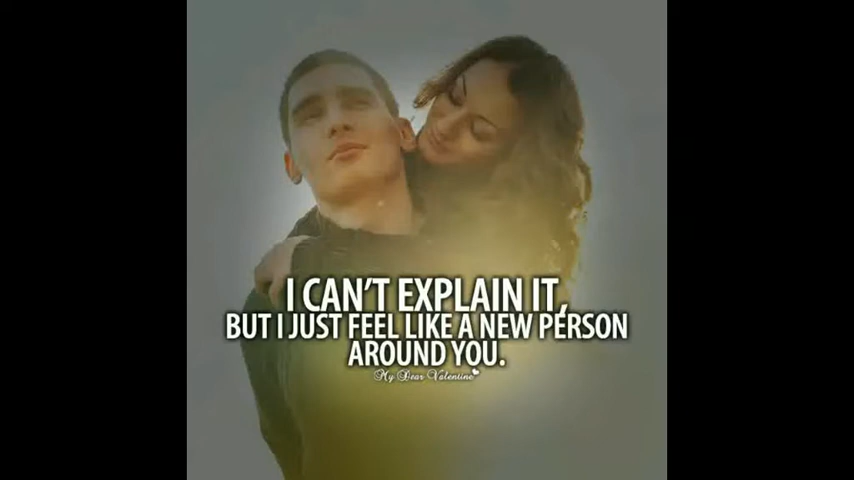 I CAN'T EXPLAIN IT,
BUT I JUST FEEL LIKE A NEW PERSON
AROUND YOU.
My Dear Valentine